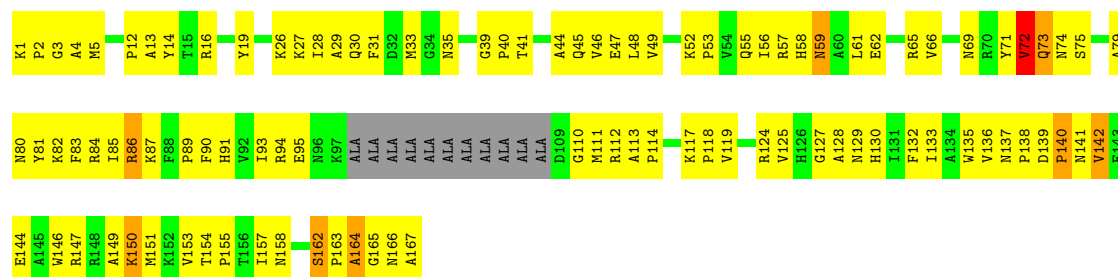 K1 P2 G3 A4 M5 P12 A13 Y14 T15 R16 Y19 K26 K27 I28 A29 Q30 F31 D32 M33 G34 N35 G39 P40 T41 A44 Q45 V46 E47 L48 V49 K52 P53 V54 Q55 I56 R57 H58 N59 A60 L61 E62 R65 V66 N69 R70 Y71 V72 Q73 N74 S75 A79
N80 Y81 K82 F83 R84 I85 R86 K87 F88 P89 F90 H91 V92 I93 R94 E95 N96 K97 ALA ALA ALA ALA ALA ALA ALA ALA D109 G110 M111 R112 A113 P114 K117 P118 V119 R124 V125 H126 G127 A128 N129 H130 I131 F132 I133 A134 W135 V136 N137 P138 D139 P140 N141 V142 E143
E144 A145 W146 R147 R148 A149 K150 M151 K152 V153 T154 P155 T156 I157 N158 S162 P163 A164 G165 N166 A167